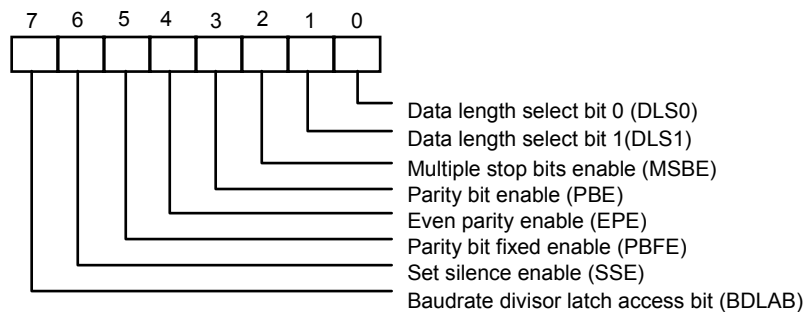 7 6 5 4 3 2 1 0
Data length select bit 0 (DLS0)
Data length select bit 1(DLS1)
Multiple stop bits enable (MSBE)
Parity bit enable (PBE)
Even parity enable (EPE)
Parity bit fixed enable (PBFE)
Set silence enable (SSE)
Baudrate divisor latch access bit (BDLAB)